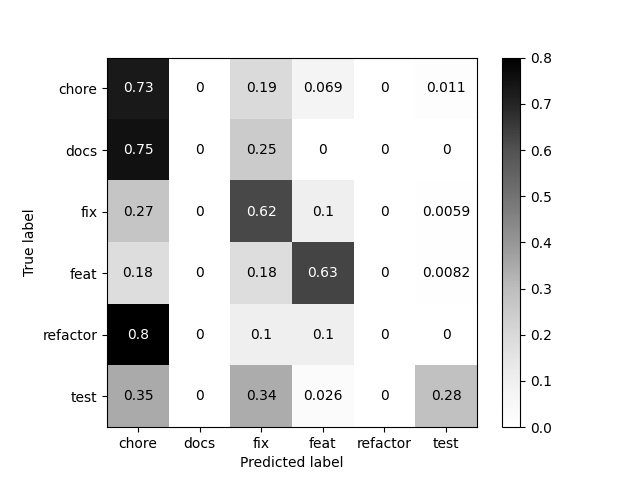 chore 0.73 0 0.19 0.069 0 0.011 0.8
docs 0.75 0 0.25 0 0 0 0.7
0.6
fix 0.27 0 0.62 0.1 0 0.0059 0.5
0.4
feat 0.18 0 0.18 0.63 0 0.0082 0.3
refactor 0.8 0 0.1 0.1 0 0 0.2
test 0.35 0 0.34 0.026 0 0.28 0.1
0.0
chore docs fix feat refactor test
Predicted label
True label